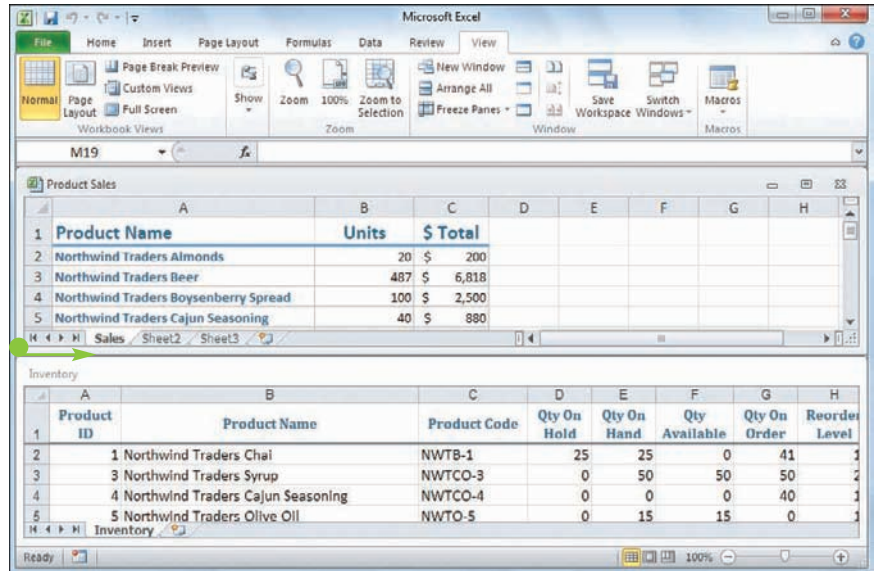 Microsoft Excel
File Home Insert Page Layout Formulas Data Review View
Normal
Page Layout
Page Break Preview
Custom Views
Full Screen
Workbook Views
Show
Zoom
100%
Zoom to Selection
Zoom
New Window
Arrange All
Freeze Panes
Save Workspace
Switch Windows
Window
Macros
Macros
M19 fx
Product Sales
A B C D E F G H
1 Product Name Units $ Total
2 Northwind Traders Almonds 20 $ 200
3 Northwind Traders Beer 487 $ 6,818
4 Northwind Traders Boysenberry Spread 100 $ 2,500
5 Northwind Traders Cajun Seasoning 40 $ 880
Sales Sheet2 Sheet3
Inventory
A B C D E F G H
1 Product ID Product Name Product Code Qty On Hold Qty On Hand Qty Available Qty On Order Reorder Level
2 1 Northwind Traders Chai NWTB-1 25 25 0 41 1
3 3 Northwind Traders Syrup NWTCO-3 0 50 50 50 2
4 4 Northwind Traders Cajun Seasoning NWTCO-4 0 0 0 40 1
5 5 Northwind Traders Olive Oil NWTO-5 0 15 15 0 1
Inventory
Ready 100%